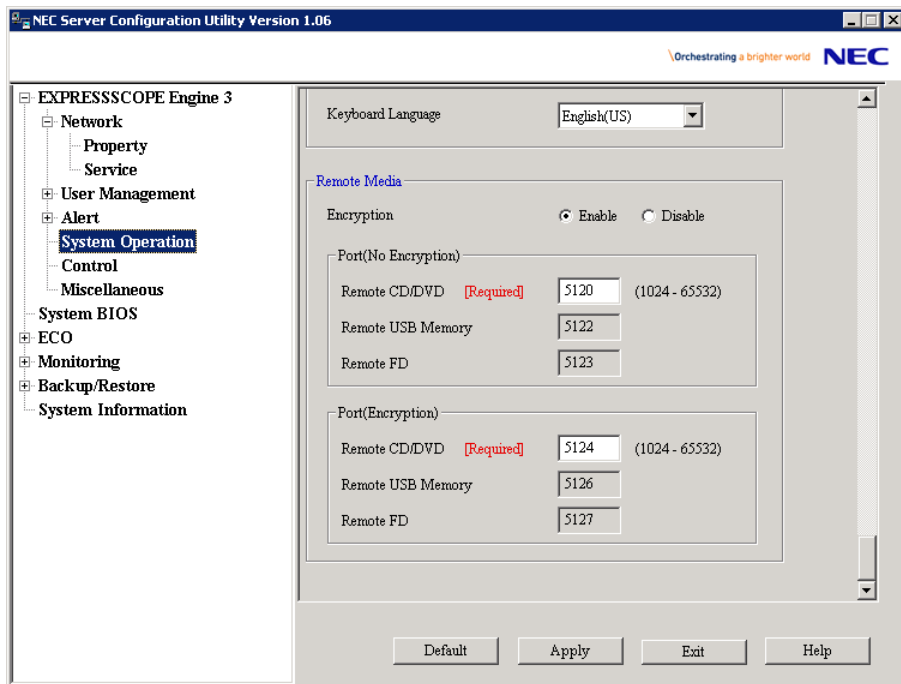 NEC Server Configuration Utility Version 1.06
\Orchestrating a brighter world NEC
EXPRESSSCOPE Engine 3
Network
Property
Service
User Management
Alert
System Operation
Control
Miscellaneous
System BIOS
ECO
Monitoring
Backup/Restore
System Information
Keyboard Language English(US)
Remote Media
Encryption Enable Disable
Port(No Encryption)
Remote CD/DVD [Required] 5120 (1024 - 65532)
Remote USB Memory 5122
Remote FD 5123
Port(Encryption)
Remote CD/DVD [Required] 5124 (1024 - 65532)
Remote USB Memory 5126
Remote FD 5127
Default Apply Exit Help